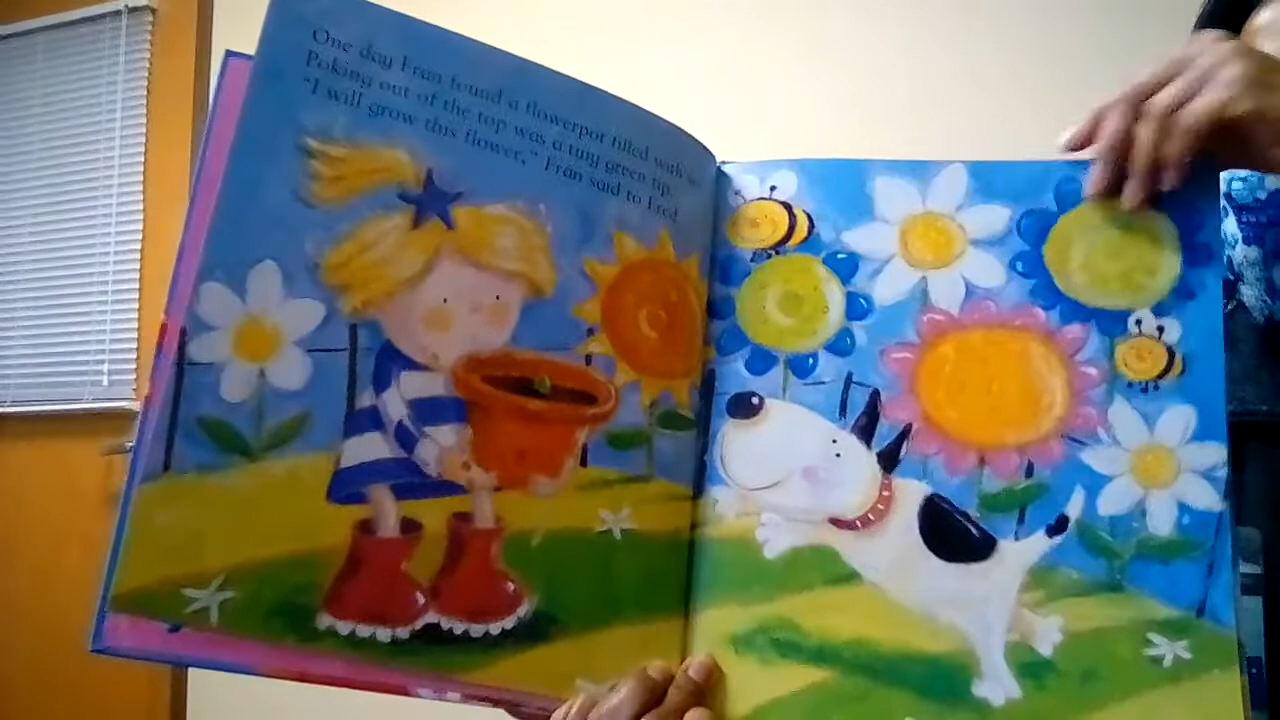 One day Fran found a flowerpot filled with
Poking out of the top was a tiny green tip.
"I will grow this flower," Fran said to Fred.